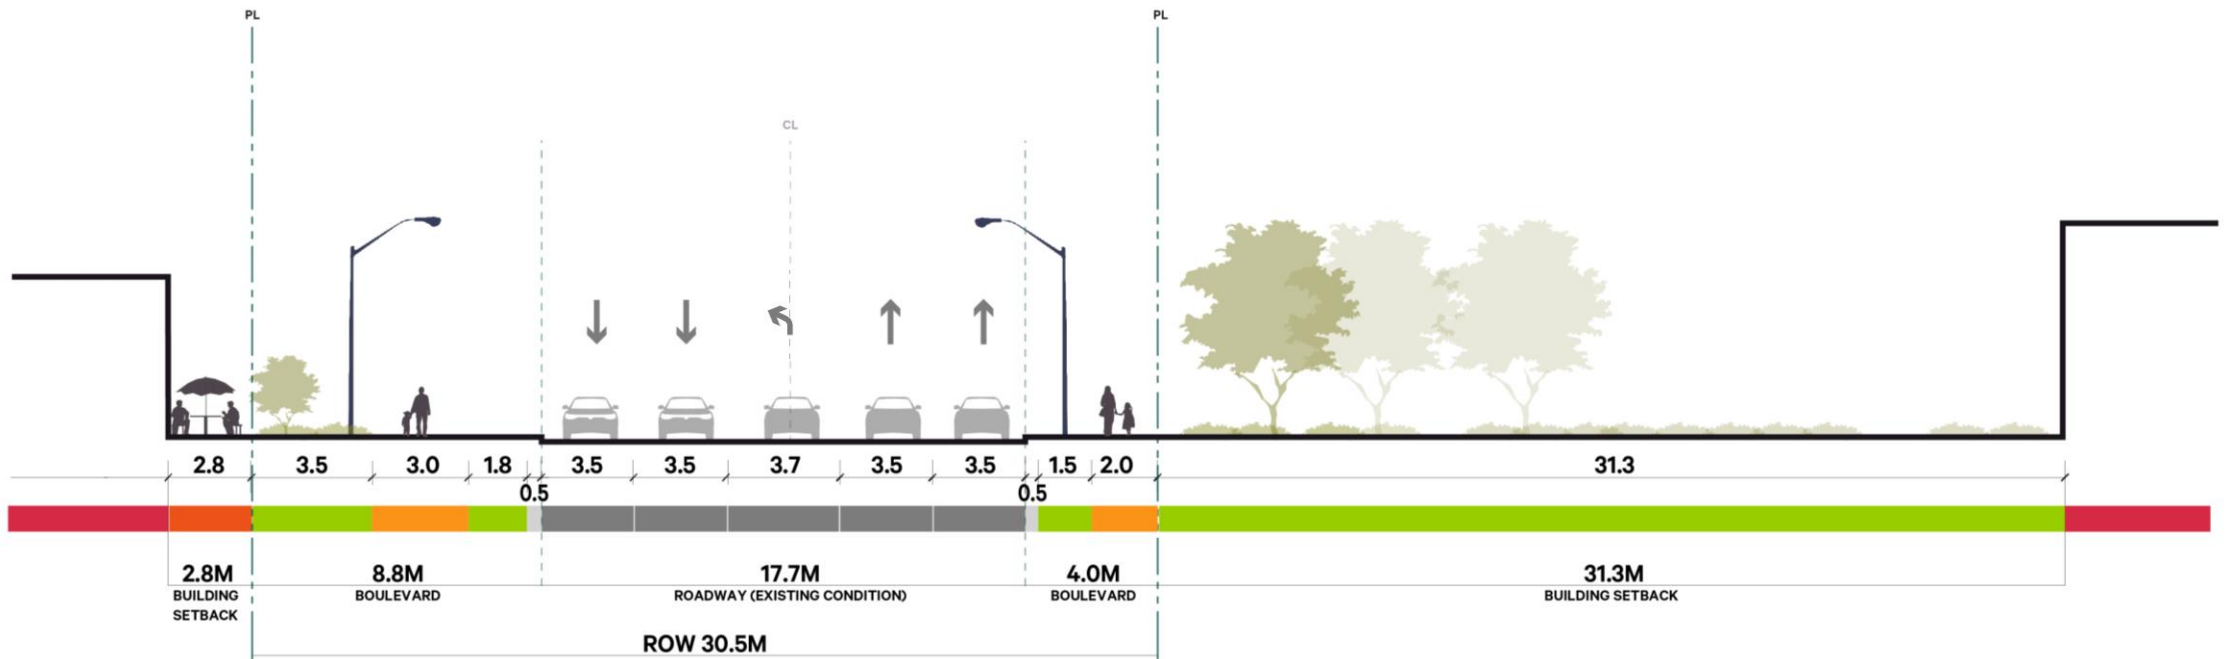 PL
PL
CL
2.8 3.5 3.0 1.8 3.5 3.5 3.7 3.5 3.5 1.5 2.0 31.3
0.5 0.5
2.8M 8.8M 17.7M 4.0M 31.3M
BUILDING BOULEVARD ROADWAY (EXISTING CONDITION) BOULEVARD BUILDING SETBACK
SETBACK
ROW 30.5M